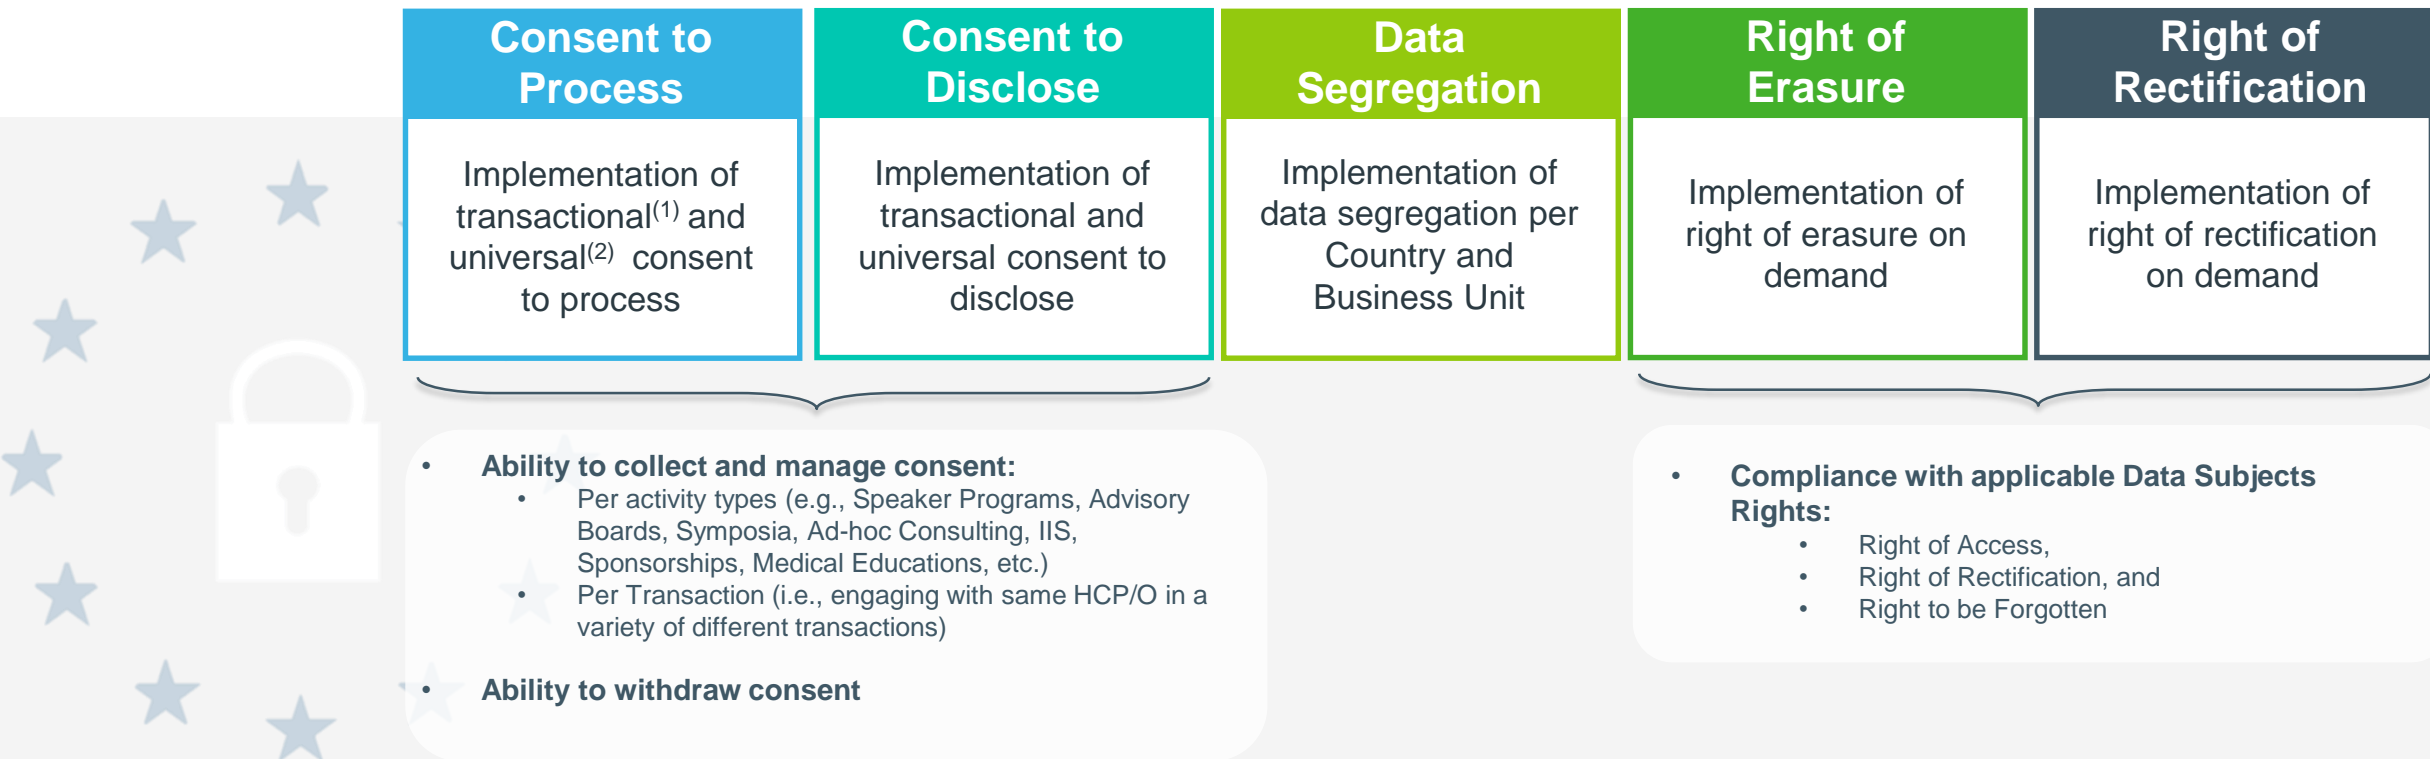 Consent to
Process
Consent to
Disclose
Data
Segregation
Right of
Erasure
Right of
Rectification
Implementation of
transactional(1) and
universal(2) consent
to process
Implementation of
transactional and
universal consent to
disclose
Implementation of
data segregation per
Country and
Business Unit
Implementation of
right of erasure on
demand
Implementation of
right of rectification
on demand
• Ability to collect and manage consent:
• Per activity types (e.g., Speaker Programs, Advisory
Boards, Symposia, Ad-hoc Consulting, IIS,
Sponsorships, Medical Educations, etc.)
• Per Transaction (i.e., engaging with same HCP/O in a
variety of different transactions)
• Ability to withdraw consent
• Compliance with applicable Data Subjects
Rights:
• Right of Access,
• Right of Rectification, and
• Right to be Forgotten